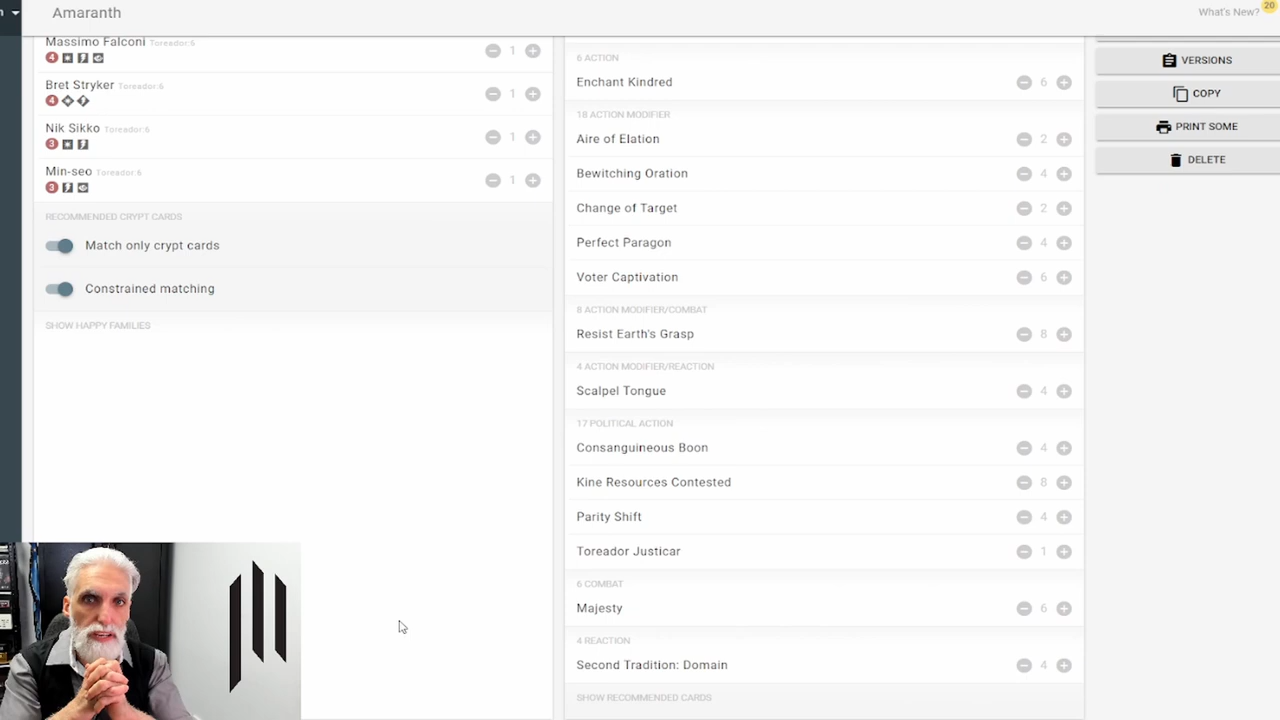 Amaranth
What's New?
20
Massimo Falconi Toreador:6
4
1
Bret Stryker Toreador:6
4
1
Nik Sikko Toreador:6
3
1
Min-seo Toreador:6
3
1
RECOMMENDED CRYPT CARDS
Match only crypt cards
Constrained matching
SHOW HAPPY FAMILIES
6 ACTION
Enchant Kindred 6
18 ACTION MODIFIER
Aire of Elation 2
Bewitching Oration 4
Change of Target 2
Perfect Paragon 4
Voter Captivation 6
8 ACTION MODIFIER/COMBAT
Resist Earth's Grasp 8
4 ACTION MODIFIER/REACTION
Scalpel Tongue 4
17 POLITICAL ACTION
Consanguineous Boon 4
Kine Resources Contested 8
Parity Shift 4
Toreador Justicar 1
6 COMBAT
Majesty 6
4 REACTION
Second Tradition: Domain 4
SHOW RECOMMENDED CARDS
VERSIONS
COPY
PRINT SOME
DELETE